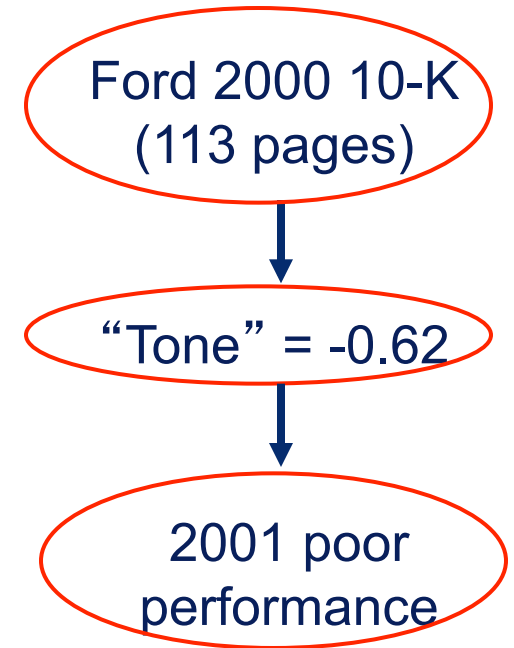 Ford 2000 10-K
(113 pages)
“Tone” = -0.62
2001 poor
performance